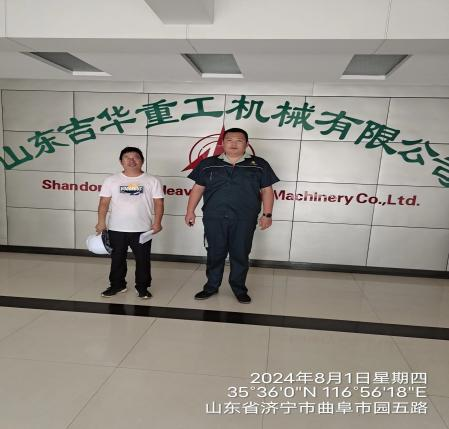 山东吉华重工机械有限公司
Shandon Heav Machinery Co.,Ltd.
2024年8月1日星期四
35°36'0"N 116°56'18"E
山东省济宁市曲阜市园五路